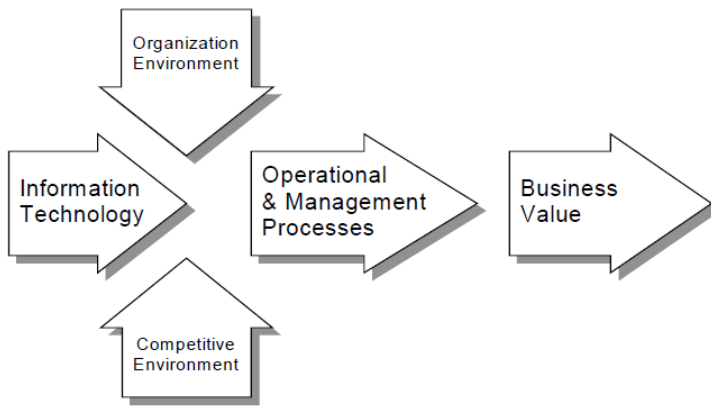 Organization
Environment
Information
Technology
Operational
& Management
Processes
Business
Value
Competitive
Environment